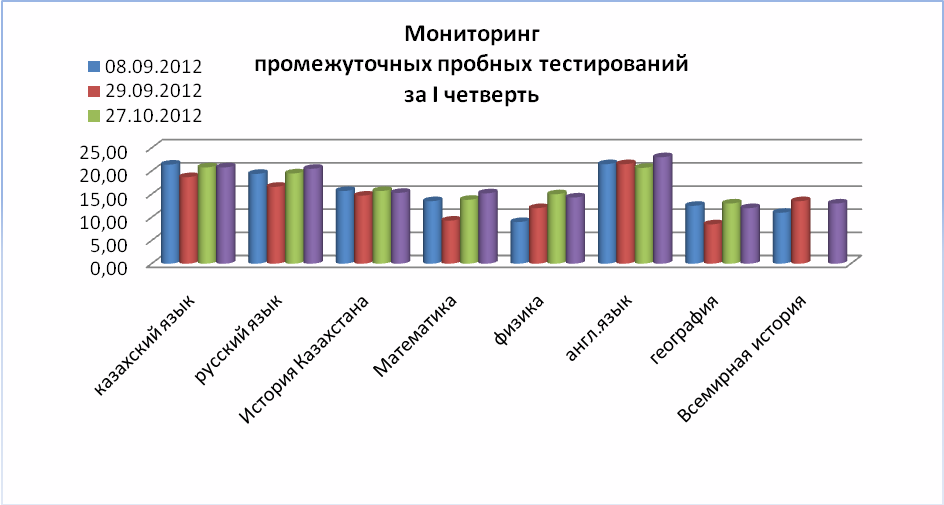 Мониторинг
промежуточных пробных тестирований
за I четверть
08.09.2012
29.09.2012
27.10.2012
25,00
20,00
15,00
10,00
5,00
0,00
казахский язык
русский язык
История Казахстана
Математика
физика
англ.язык
география
Всемирная история